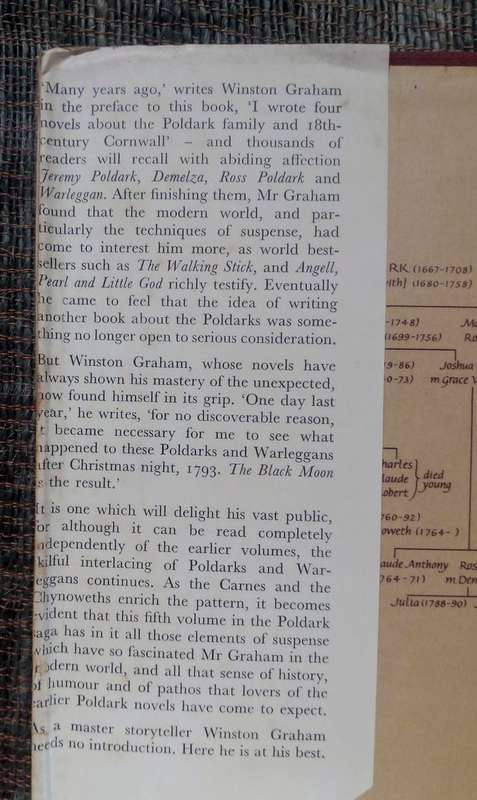 'Many years ago,' writes Winston Graham
in the preface to this book, 'I wrote four
novels about the Poldark family and 18th-
century Cornwall' – and thousands of
readers will recall with abiding affection
Jeremy Poldark, Demelza, Ross Poldark and
Warleggan. After finishing them, Mr Graham
found that the modern world, and par-
ticularly the techniques of suspense, had
come to interest him more, as world best-
sellers such as The Walking Stick, and Angell,
Pearl and Little God richly testify. Eventually
he came to feel that the idea of writing
another book about the Poldarks was some-
thing no longer open to serious consideration.
But Winston Graham, whose novels have
always shown his mastery of the unexpected,
now found himself in its grip. 'One day last
year,' he writes, 'for no discoverable reason,
it became necessary for me to see what
happened to these Poldarks and Warleggans
after Christmas night, 1793. The Black Moon
is the result.'
It is one which will delight his vast public,
for although it can be read completely
independently of the earlier volumes, the
skilful interlacing of Poldarks and War-
leggans continues. As the Carnes and the
Chynoweths enrich the pattern, it becomes
evident that this fifth volume in the Poldark
saga has in it all those elements of suspense
which have so fascinated Mr Graham in the
modern world, and all that sense of history,
of humour and of pathos that lovers of the
earlier Poldark novels have come to expect.
As a master storyteller Winston Graham
needs no introduction. Here he is at his best.
RK (1667-1708)
ith] (1680-1758)
-1748)
(1699-1756) Ro
9-86) Joshua
0-73) m Grace V
harles
laude
obert
died
young
760-92)
oweth (1764- )
aude Anthony Ros
764-71) m Dem
Julia (1788-90)